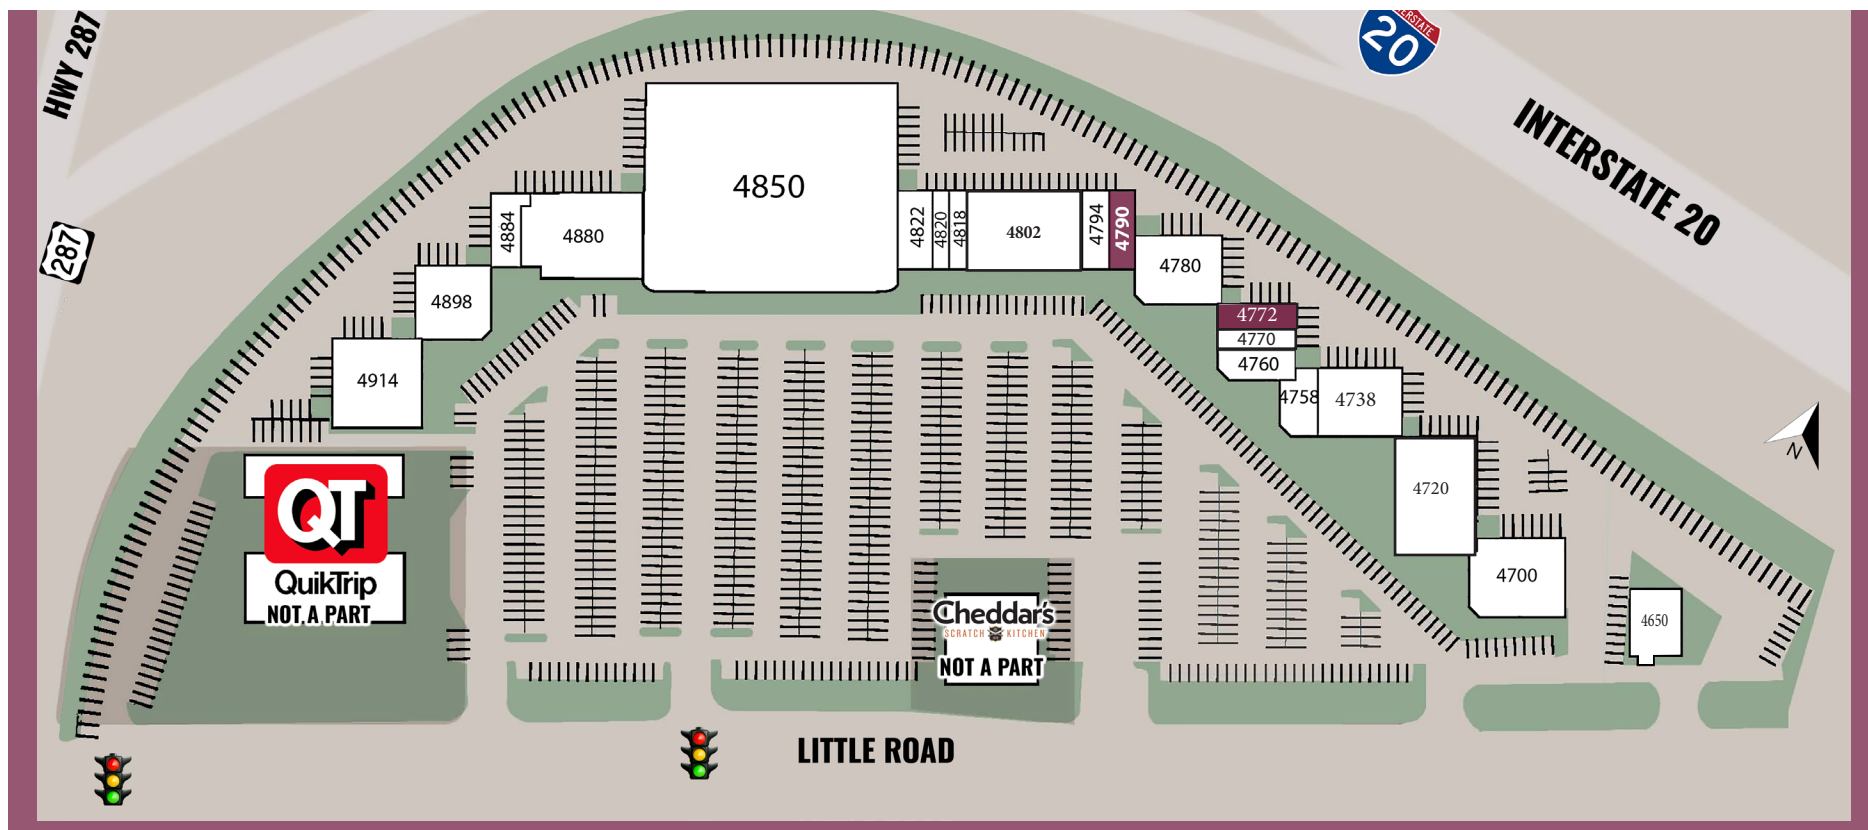 HWY 287
INTERSTATE
20
INTERSTATE 20
287
4850
4884
4880
4822
4820
4818
4802
4794
4790
4780
4898
4772
4770
4760
4914
4758
4738
4720
4700
4650
N
QT
QuikTrip
NOT A PART
Cheddar's
SCRATCH KITCHEN
NOT A PART
LITTLE ROAD